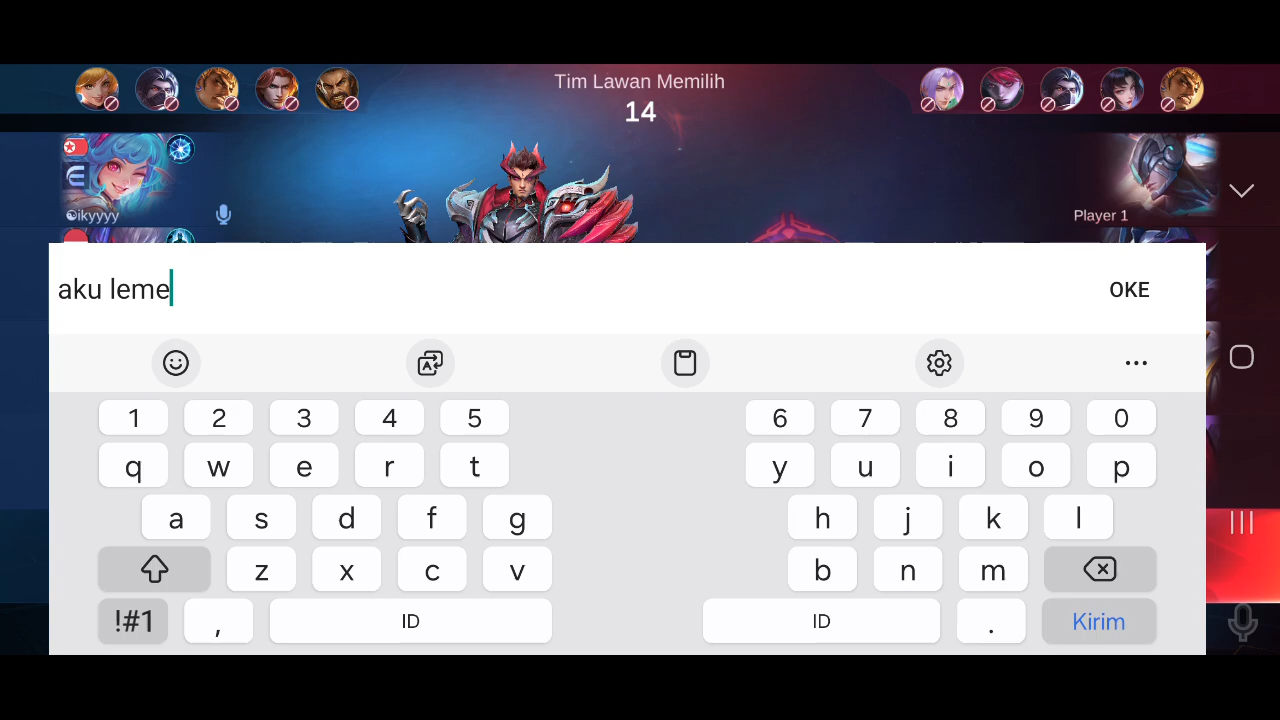 Tim Lawan Memilih
14
ikyyyy
Player 1
aku leme
OKE
1 2 3 4 5 6 7 8 9 0
q w e r t y u i o p
a s d f g h j k l
z x c v b n m
!#1 , ID ID . Kirim